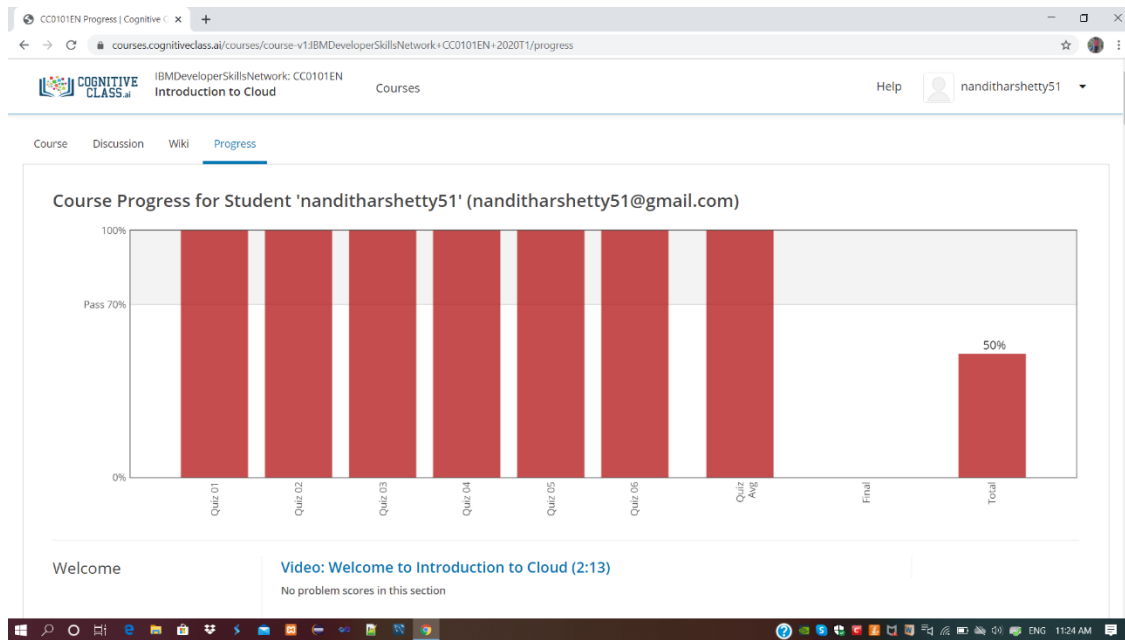 CC0101EN Progress | Cognitive C
courses.cognitiveclass.ai/courses/course-v1:IBMDeveloperSkillsNetwork+CC0101EN+2020T1/progress
COGNITIVE
CLASS.ai
IBMDeveloperSkillsNetwork: CC0101EN
Introduction to Cloud
Courses
Help
nanditharshetty51
Course Discussion Wiki Progress
Course Progress for Student 'nanditharshetty51' (nanditharshetty51@gmail.com)
100%
Pass 70%
50%
0%
Quiz 01
Quiz 02
Quiz 03
Quiz 04
Quiz 05
Quiz 06
Quiz
Avg
Final
Total
Welcome
Video: Welcome to Introduction to Cloud (2:13)
No problem scores in this section
ENG 11:24 AM